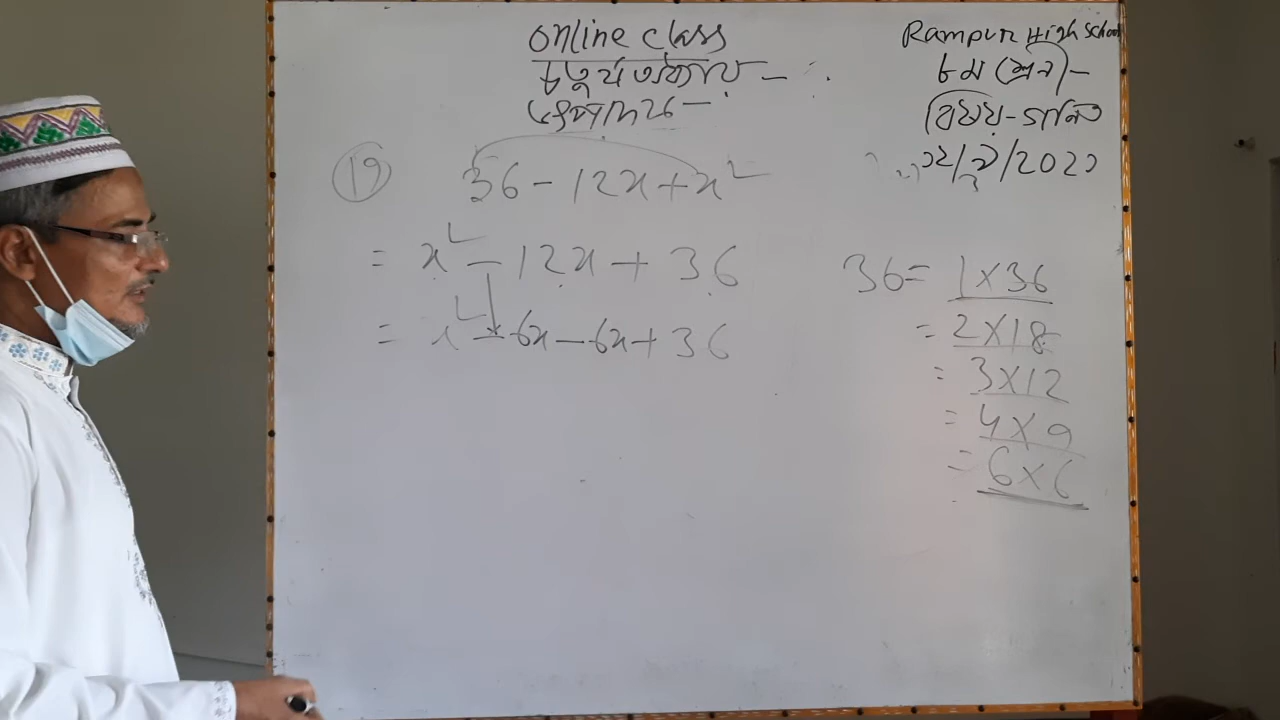 Online class
চতুর্থ অধ্যায় -
উৎপাদক -
Rampur High School
৮ম শ্রেনি -
বিষয় - গনিত
(19) 36 - 12x + x²
= x² - 12x + 36
= x² - 6x - 6x + 36
36 = 1 X 36
= 2 X 18
= 3 X 12
= 4 X 9
= 6 X 6